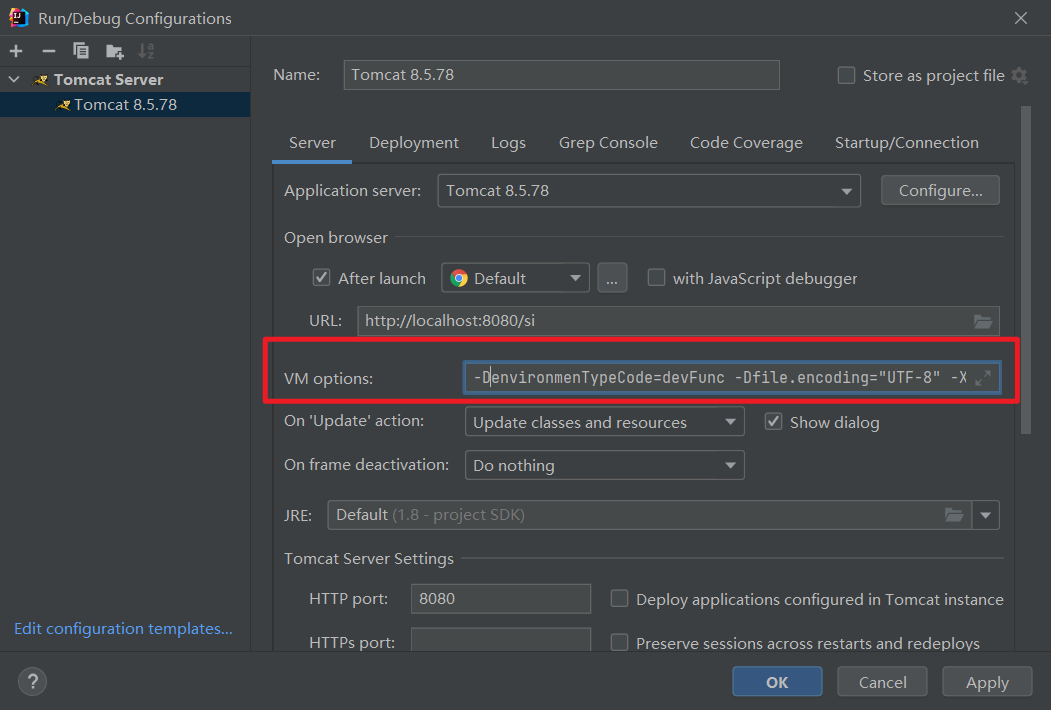 Run/Debug Configurations
Tomcat Server
Tomcat 8.5.78
Name: Tomcat 8.5.78 Store as project file
Server Deployment Logs Grep Console Code Coverage Startup/Connection
Application server: Tomcat 8.5.78 Configure...
Open browser
After launch Default ... with JavaScript debugger
URL: http://localhost:8080/si
VM options: -DenvironmenTypeCode=devFunc -Dfile.encoding="UTF-8" -X
On 'Update' action: Update classes and resources Show dialog
On frame deactivation: Do nothing
JRE: Default (1.8 - project SDK)
Tomcat Server Settings
HTTP port: 8080 Deploy applications configured in Tomcat instance
HTTPs port: Preserve sessions across restarts and redeploys
Edit configuration templates...
? OK Cancel Apply